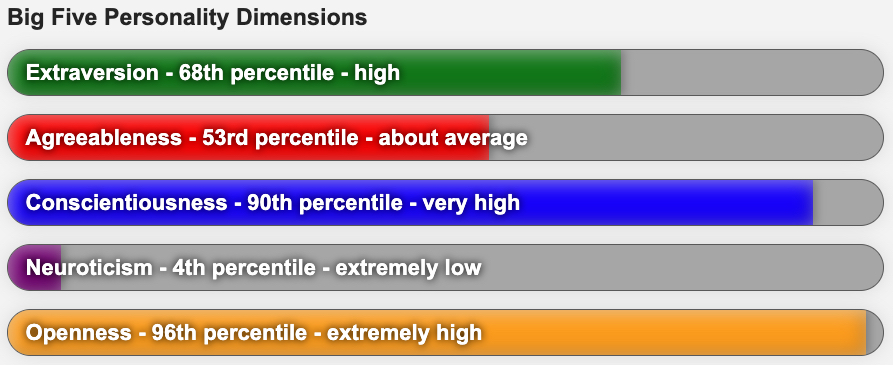 Big Five Personality Dimensions
Extraversion - 68th percentile - high
Agreeableness - 53rd percentile - about average
Conscientiousness - 90th percentile - very high
Neuroticism - 4th percentile - extremely low
Openness - 96th percentile - extremely high